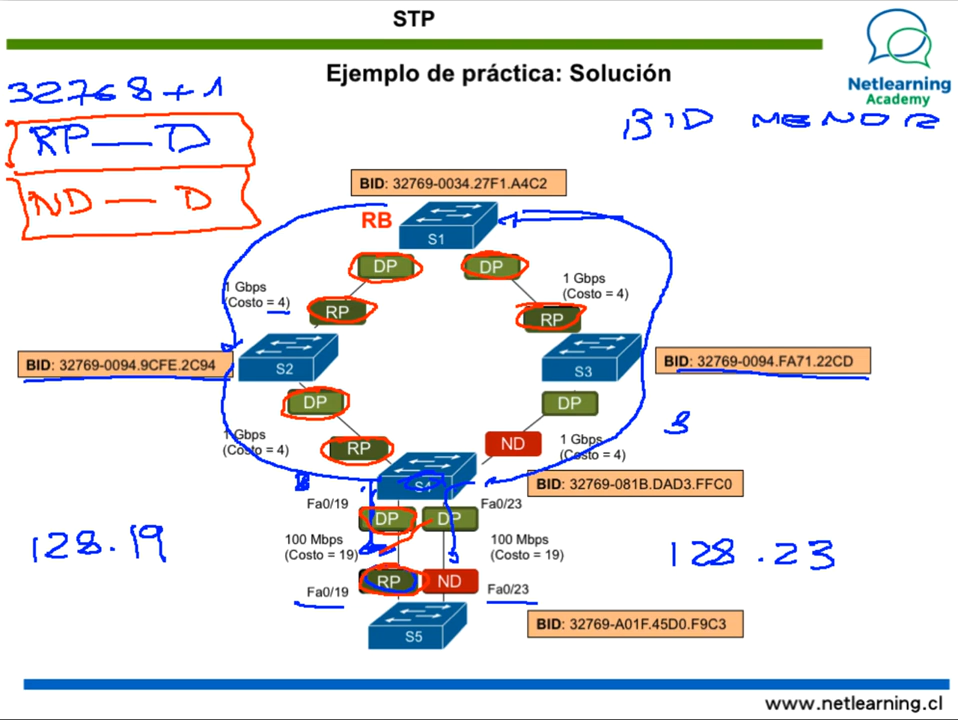 STP
Ejemplo de práctica: Solución
Netlearning
Academy
32768+1
RP — D
ND — D
BID MENOR
BID: 32769-0034.27F1.A4C2
RB
S1
DP
DP
1 Gbps
(Costo = 4)
1 Gbps
(Costo = 4)
RP
RP
BID: 32769-0094.9CFE.2C94
S2
S3
BID: 32769-0094.FA71.22CD
DP
DP
1 Gbps
(Costo = 4)
RP
ND
1 Gbps
(Costo = 4)
8
8
S4
BID: 32769-081B.DAD3.FFC0
Fa0/19
Fa0/23
DP
DP
128.19
100 Mbps
(Costo = 19)
100 Mbps
(Costo = 19)
128.23
Fa0/19
RP
ND
Fa0/23
S5
BID: 32769-A01F.45D0.F9C3
www.netlearning.cl